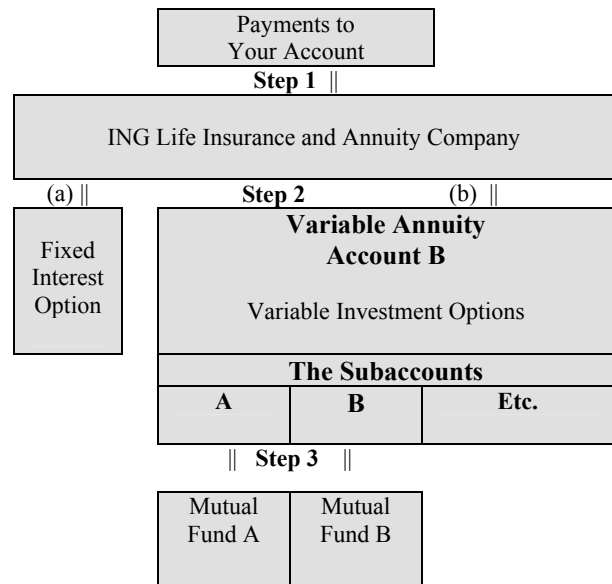 Payments to
Your Account
Step 1 ||
ING Life Insurance and Annuity Company
(a) || Step 2 (b) ||
Fixed
Interest
Option
Variable Annuity
Account B
Variable Investment Options
The Subaccounts
A B Etc.
|| Step 3 ||
Mutual
Fund A
Mutual
Fund B